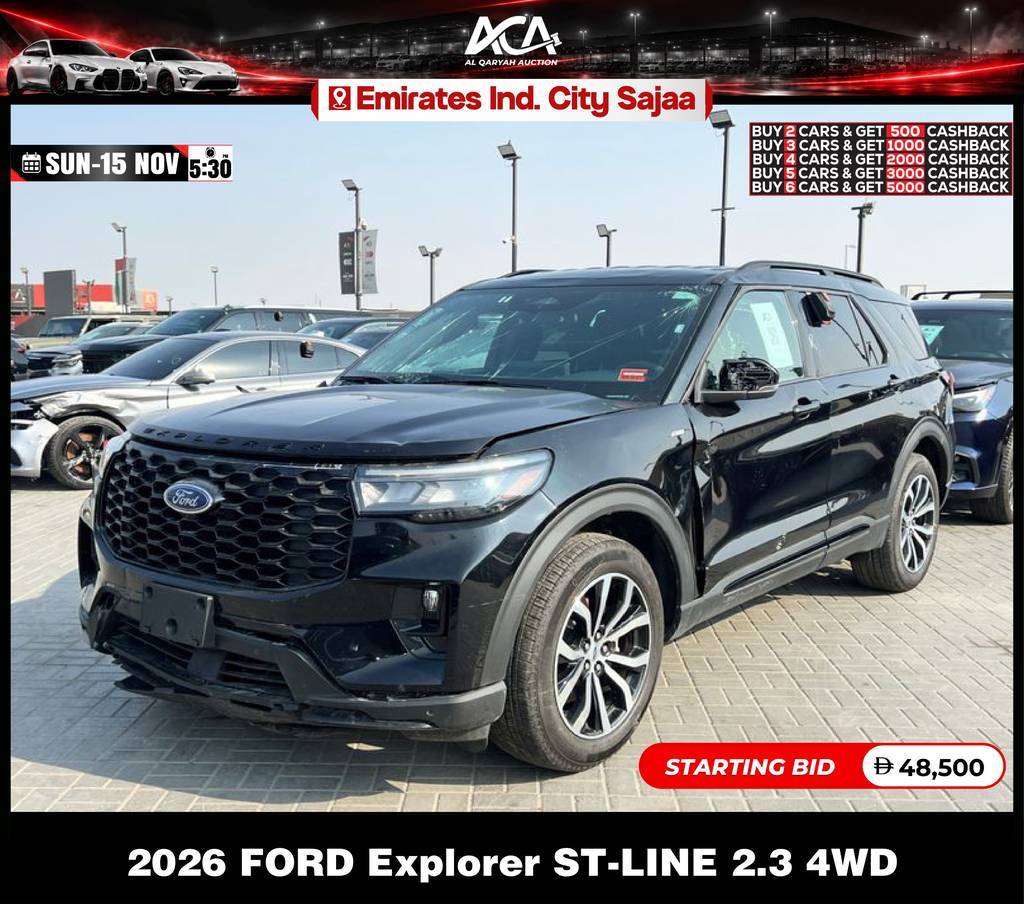 ACA
AL QARYAH AUCTION
Emirates Ind. City Sajaa
SUN-15 NOV 5:30 PM
BUY 2 CARS & GET 500 CASHBACK
BUY 3 CARS & GET 1000 CASHBACK
BUY 4 CARS & GET 2000 CASHBACK
BUY 5 CARS & GET 3000 CASHBACK
BUY 6 CARS & GET 5000 CASHBACK
EXPLORER
Ford
STARTING BID 48,500
2026 FORD Explorer ST-LINE 2.3 4WD